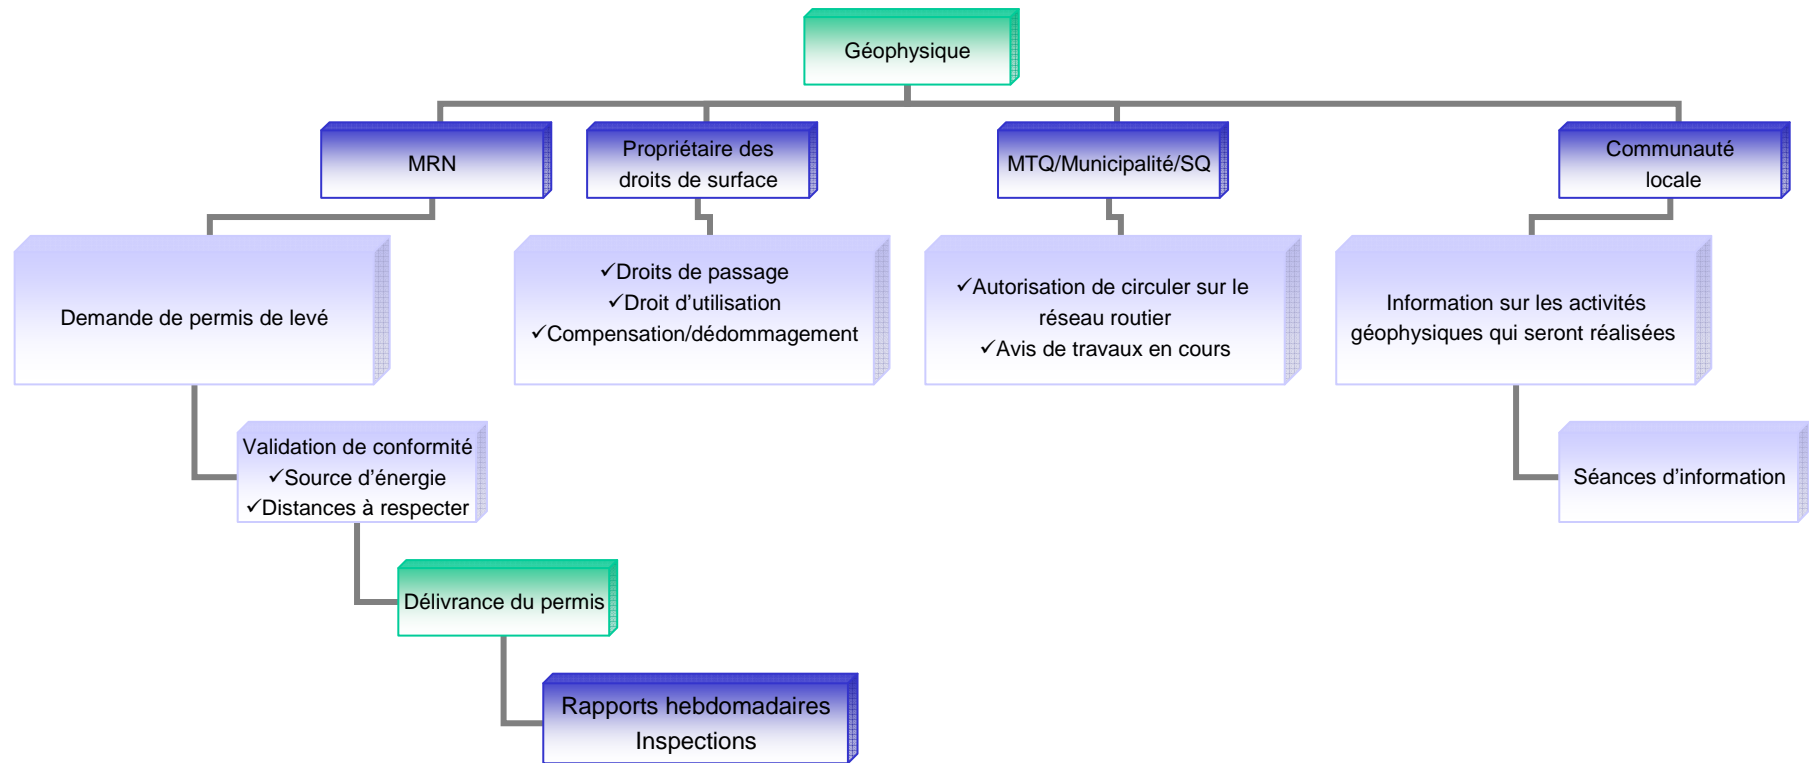 Géophysique
MRN
Propriétaire des
droits de surface
MTQ/Municipalité/SQ
Communauté
locale
Demande de permis de levé
✓Droits de passage
✓Droit d’utilisation
✓Compensation/dédommagement
✓Autorisation de circuler sur le
réseau routier
✓Avis de travaux en cours
Information sur les activités
géophysiques qui seront réalisées
Validation de conformité
✓Source d’énergie
✓Distances à respecter
Séances d’information
Délivrance du permis
Rapports hebdomadaires
Inspections